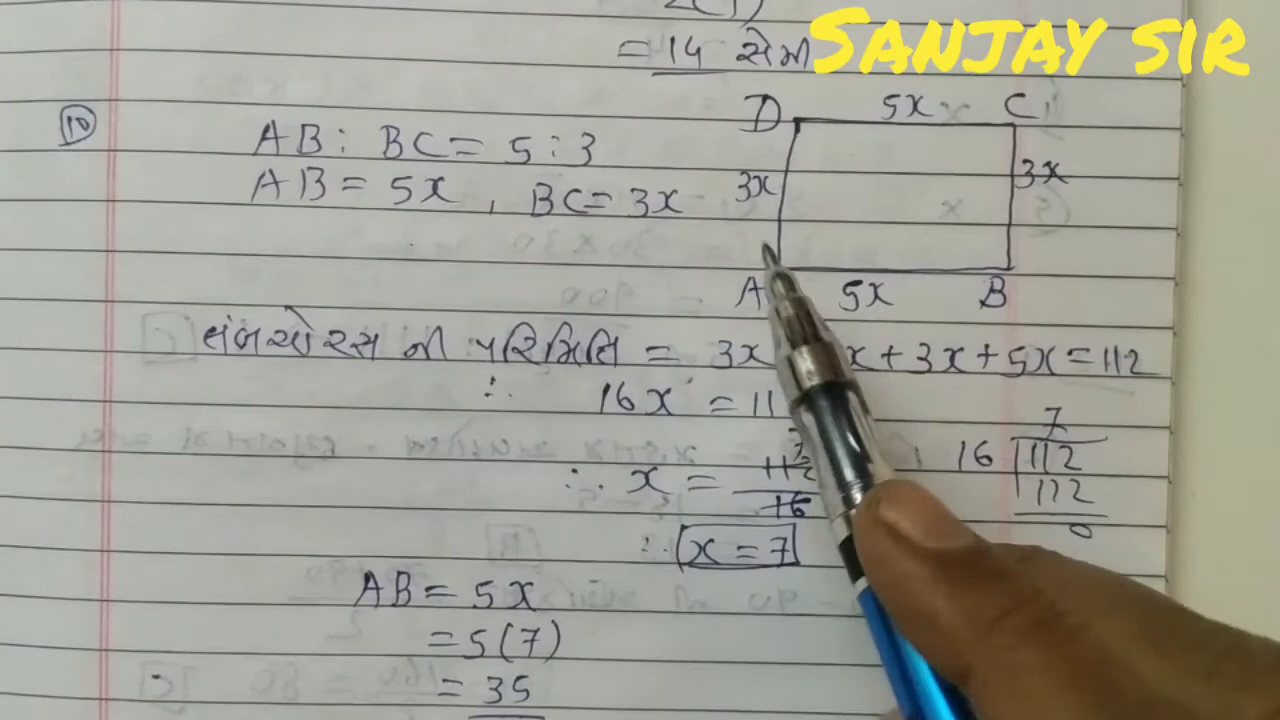 = 14 સેમી
SANJAY SIR
10
AB : BC = 5 : 3
AB = 5x , BC = 3x
D 5x C
3x 3x
A 5x B
લંબચોરસ ની પરિમિતિ = 3x x + 3x + 5x = 112
∴ 16x = 11
∴ x = 112/16 7
∴ x = 7
7
16 112
112
0
AB = 5x
= 5(7)
= 35